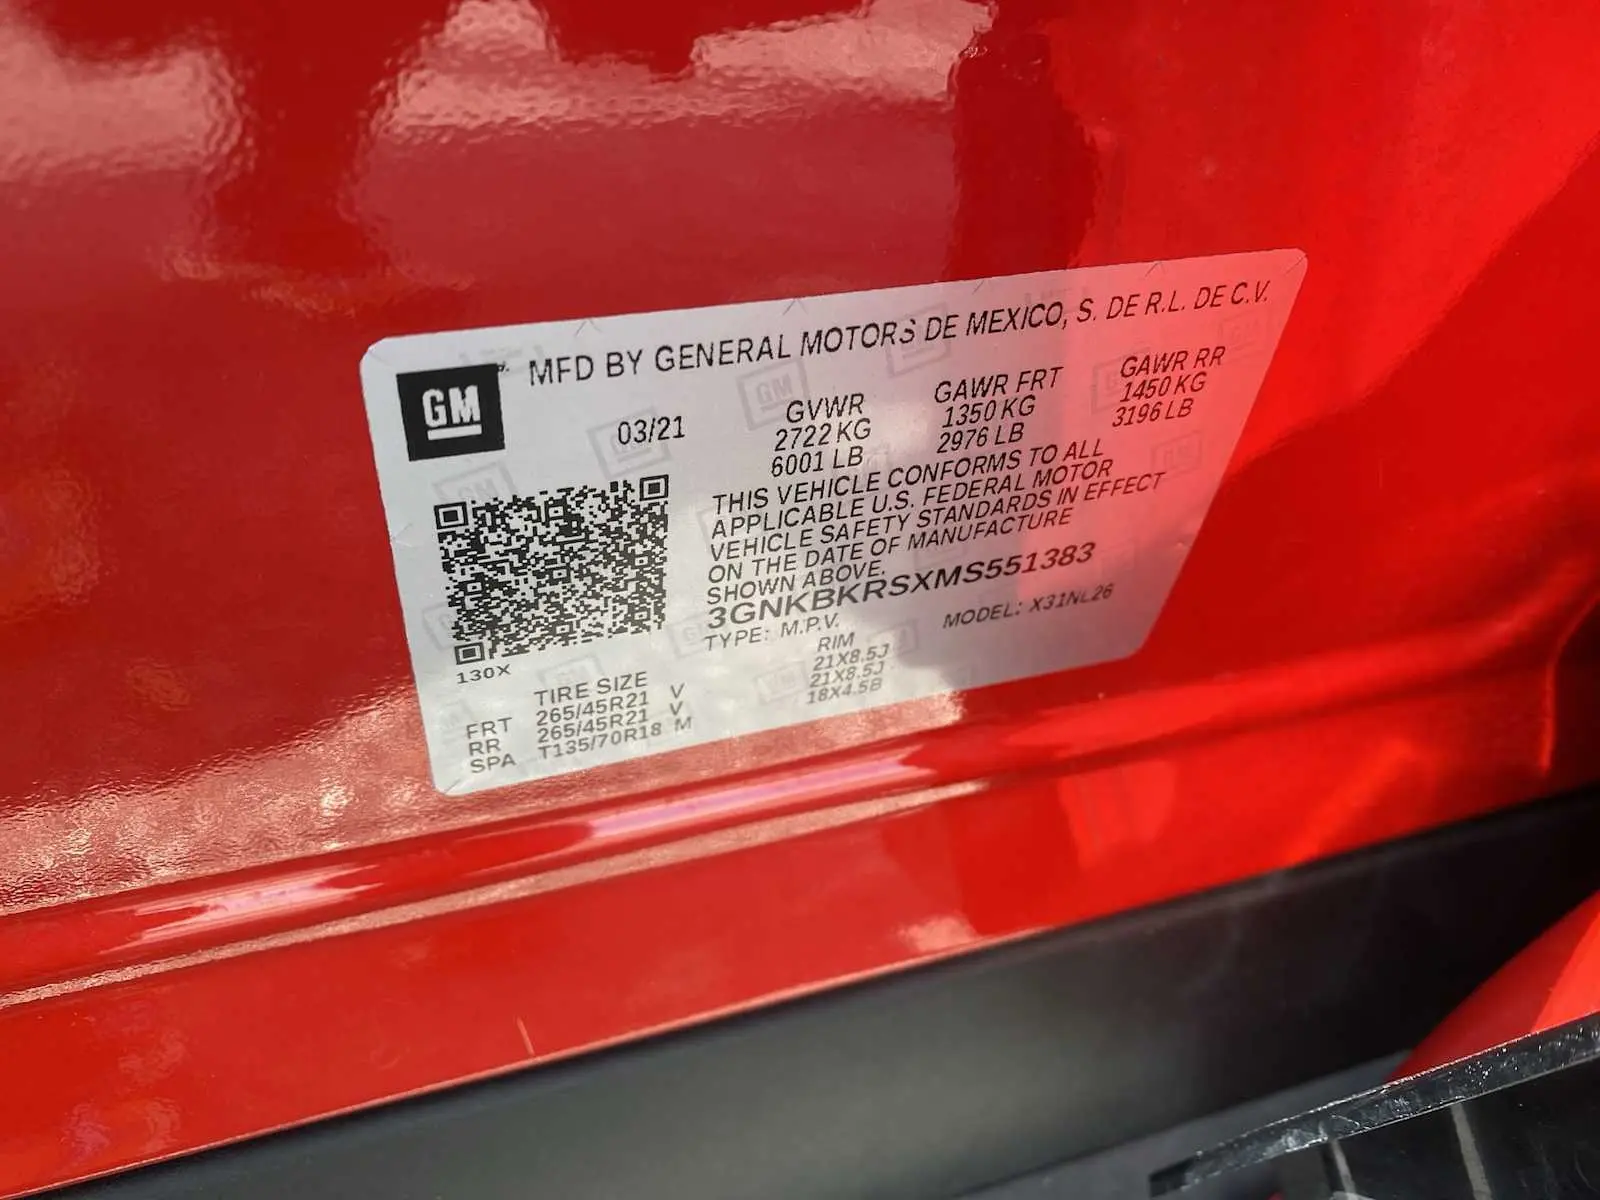 GM
MFD BY GENERAL MOTORS DE MEXICO, S. DE R.L. DE C.V.
03/21 GVWR GAWR FRT GAWR RR
2722 KG 1350 KG 1450 KG
6001 LB 2976 LB 3196 LB
THIS VEHICLE CONFORMS TO ALL
APPLICABLE U.S. FEDERAL MOTOR
VEHICLE SAFETY STANDARDS IN EFFECT
ON THE DATE OF MANUFACTURE
SHOWN ABOVE.
3GNKBKRSXMS551383
TYPE: M.P.V. MODEL: X31NL26
130X
TIRE SIZE RIM
FRT 265/45R21 V 21X8.5J
RR 265/45R21 V 21X8.5J
SPA T135/70R18 M 18X4.5B